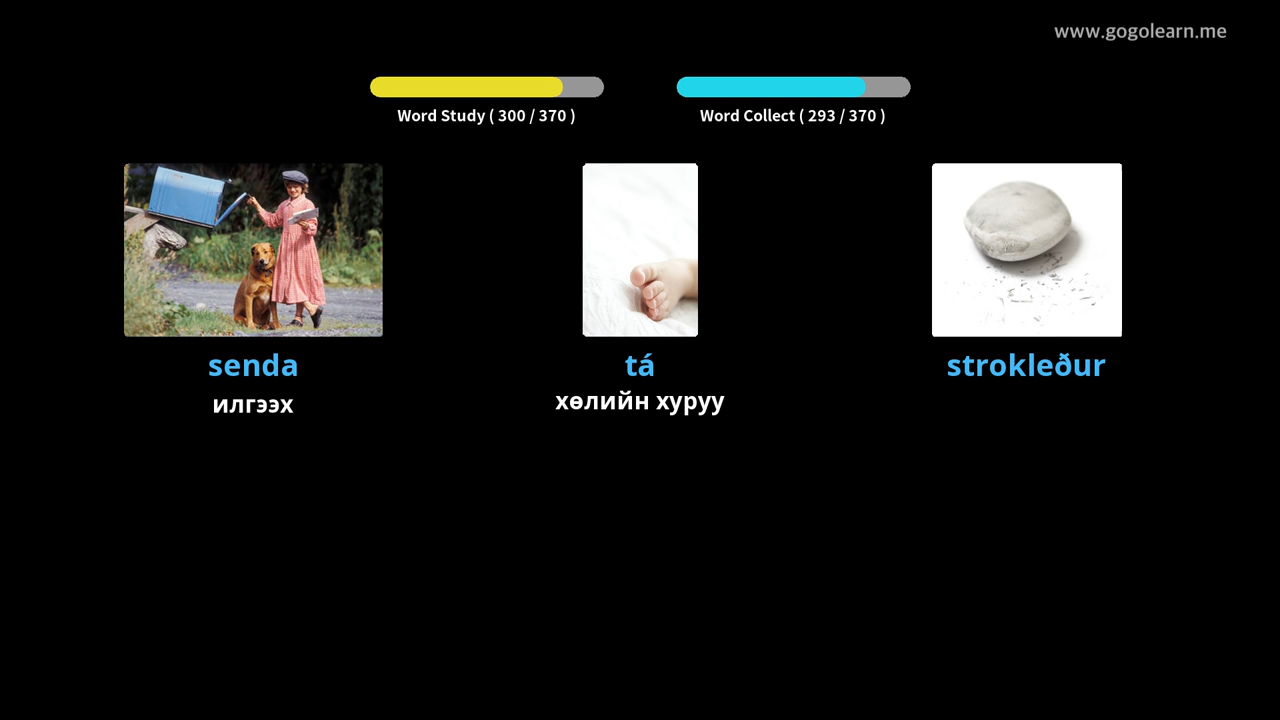 www.gogolearn.me
Word Study ( 300 / 370 )
Word Collect ( 293 / 370 )
senda
илгээх
tá
хөлийн хуруу
strokleður